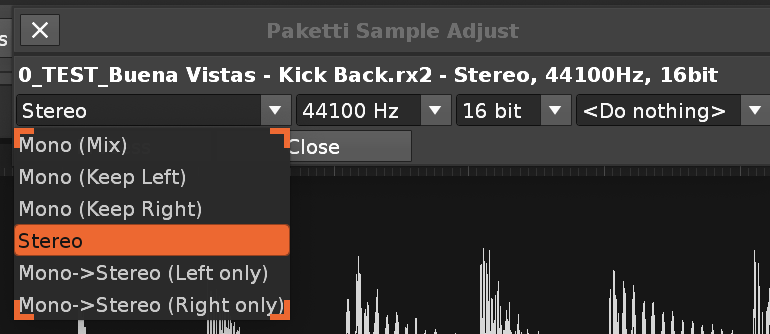 Paketti Sample Adjust
0_TEST_Buena Vistas - Kick Back.rx2 - Stereo, 44100Hz, 16bit
Stereo 44100 Hz 16 bit <Do nothing>
Close
Mono (Mix)
Mono (Keep Left)
Mono (Keep Right)
Stereo
Mono->Stereo (Left only)
Mono->Stereo (Right only)